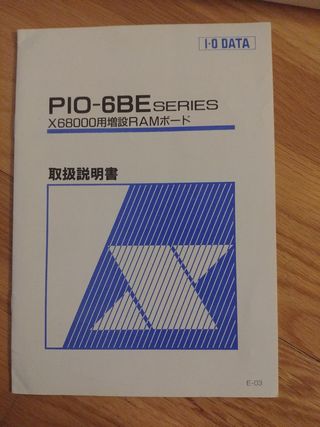 I·O DATA
PIO-6BE SERIES
X68000用増設RAMボード
取扱説明書
E-03